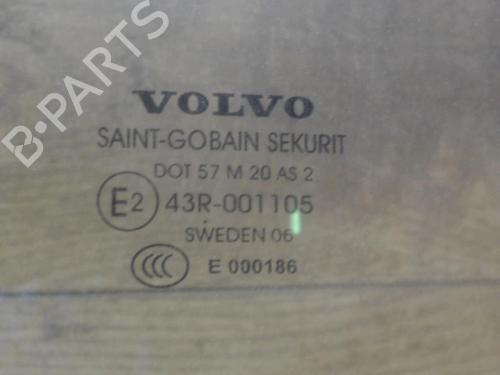 B-PARTS
VOLVO
SAINT-GOBAIN SEKURIT
DOT 57 M 20 AS 2
E2 43R-001105
SWEDEN 06
CCC E 000186